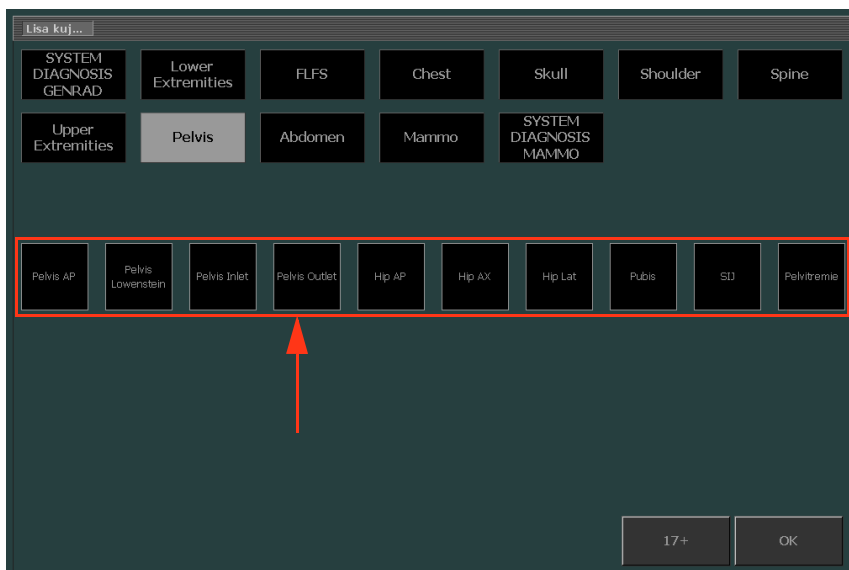 Lisa kuj...
SYSTEM
DIAGNOSIS
GENRAD
Lower
Extremities
FLFS
Chest
Skull
Shoulder
Spine
Upper
Extremities
Pelvis
Abdomen
Mammo
SYSTEM
DIAGNOSIS
MAMMO
Pelvis AP
Pelvis
Lowenstein
Pelvis Inlet
Pelvis Outlet
Hip AP
Hip AX
Hip Lat
Pubis
SIJ
Pelvitremie
17+
OK